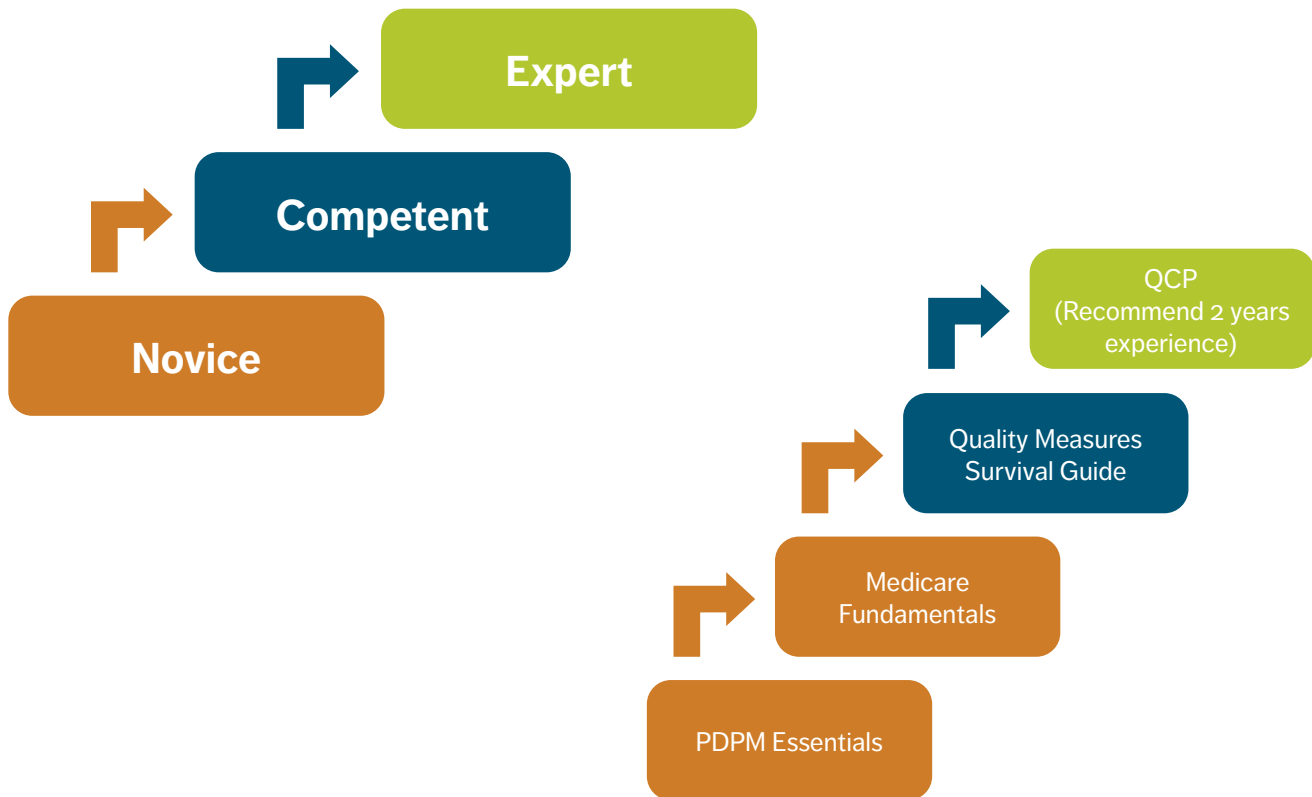 Expert
Competent
Novice
QCP
(Recommend 2 years
experience)
Quality Measures
Survival Guide
Medicare
Fundamentals
PDPM Essentials